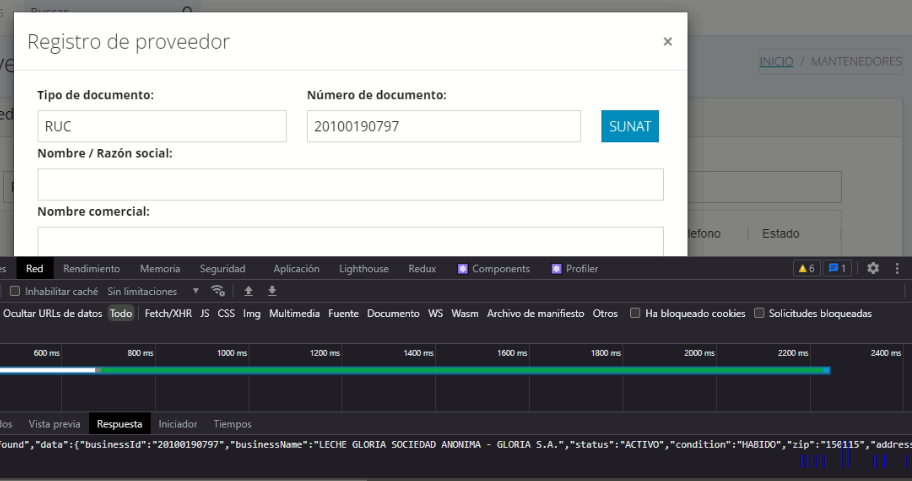 Buscar
Registro de proveedor
×
INICIO / MANTENEDORES
Tipo de documento:
Número de documento:
RUC
20100190797
SUNAT
Nombre / Razón social:
Nombre comercial:
Estado
Red Rendimiento Memoria Seguridad Aplicación Lighthouse Redux Components Profiler 6 1
Inhabilitar caché Sin limitaciones
Ocultar URLs de datos Todo Fetch/XHR JS CSS Img Multimedia Fuente Documento WS Wasm Archivo de manifiesto Otros Ha bloqueado cookies Solicitudes bloqueadas
600 ms 800 ms 1000 ms 1200 ms 1400 ms 1600 ms 1800 ms 2000 ms 2200 ms 2400 ms
Vista previa Respuesta Iniciador Tiempos
ound","data":{"businessId":"20100190797","businessName":"LECHE GLORIA SOCIEDAD ANONIMA - GLORIA S.A.","status":"ACTIVO","condition":"HABIDO","zip":"150115","address